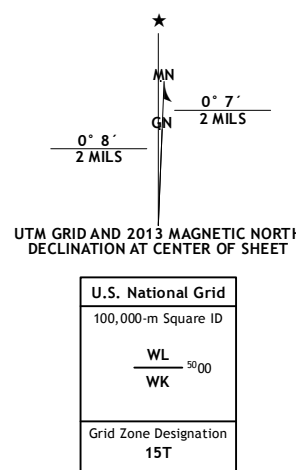 ★
MN
0° 7´
GN
2 MILS
0° 8´
2 MILS
UTM GRID AND 2013 MAGNETIC NORTH
DECLINATION AT CENTER OF SHEET
U.S. National Grid
100,000-m Square ID
WL
5000
WK
Grid Zone Designation
15T